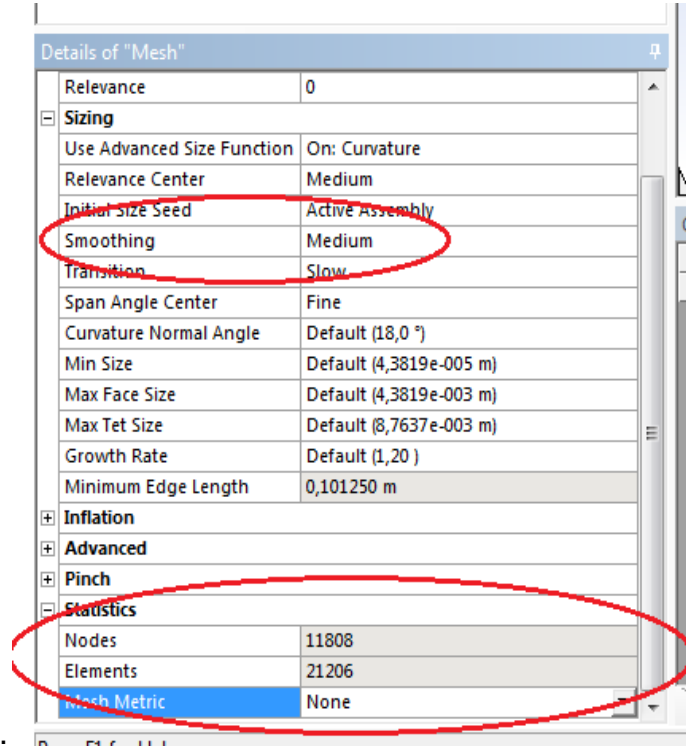 Details of "Mesh"
Relevance 0
Sizing
Use Advanced Size Function On: Curvature
Relevance Center Medium
Initial Size Seed Active Assembly
Smoothing Medium
Transition Slow
Span Angle Center Fine
Curvature Normal Angle Default (18,0 °)
Min Size Default (4,3819e-005 m)
Max Face Size Default (4,3819e-003 m)
Max Tet Size Default (8,7637e-003 m)
Growth Rate Default (1,20 )
Minimum Edge Length 0,101250 m
Inflation
Advanced
Pinch
Statistics
Nodes 11808
Elements 21206
Mesh Metric None